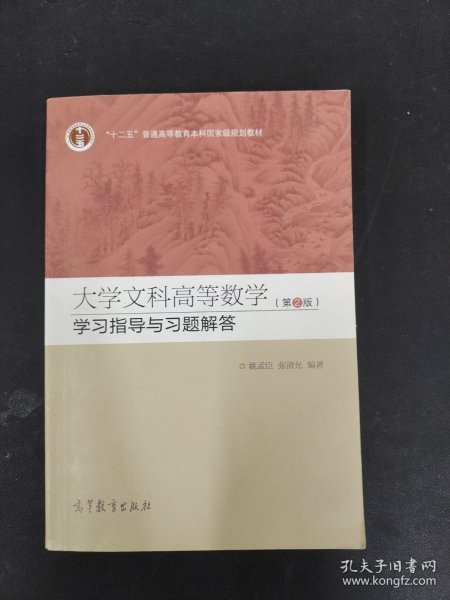 "十二五"普通高等教育本科国家级规划教材
大学文科高等数学(第2版)
学习指导与习题解答
姚孟臣 张清允 编著
高等教育出版社
孔夫子旧书网
www.kongfz.com